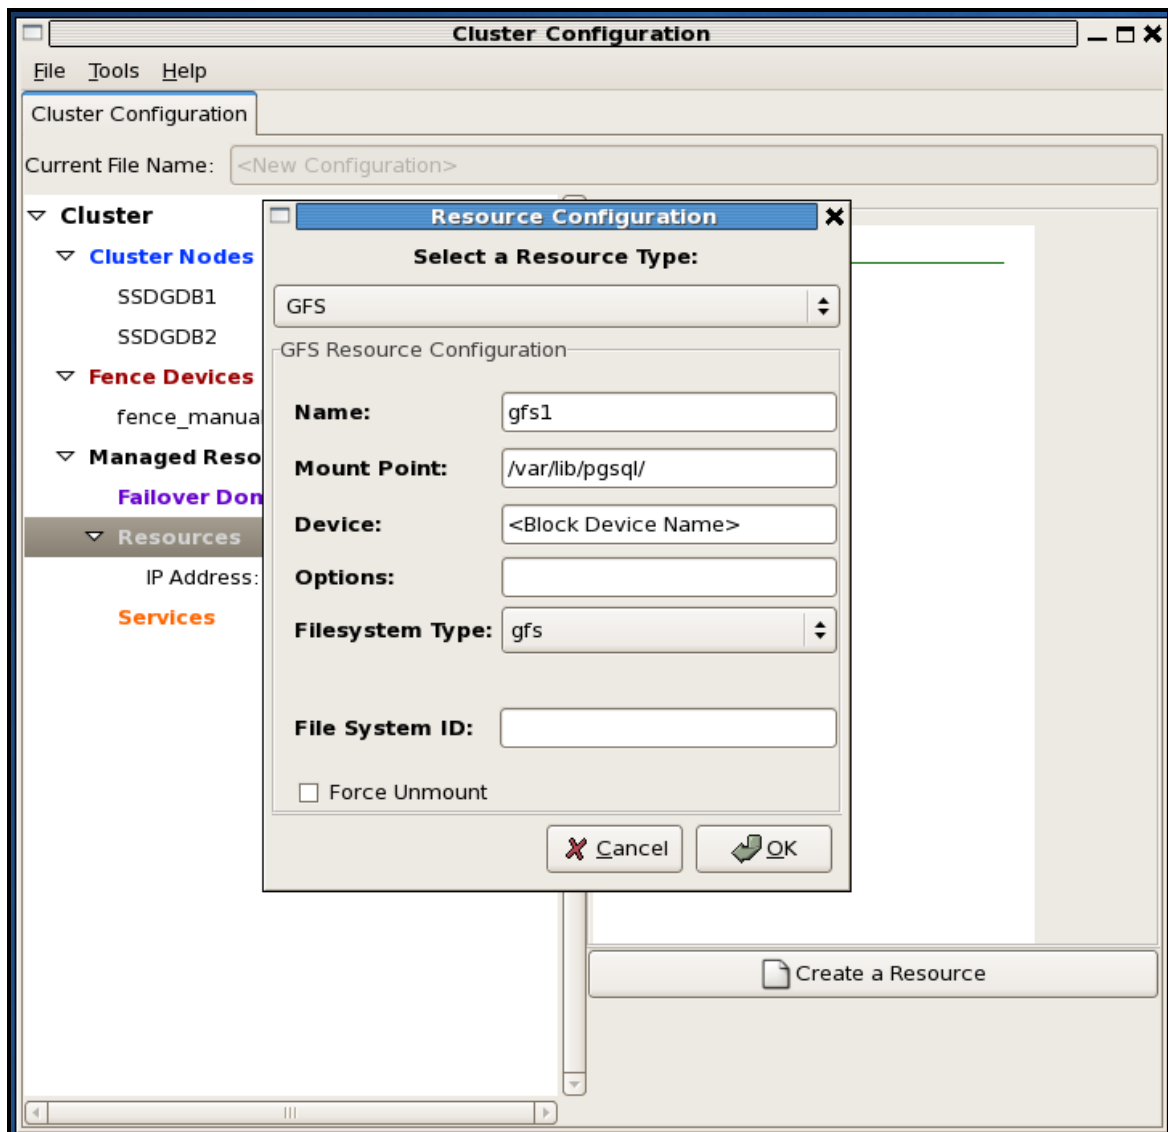 Cluster Configuration
File Tools Help
Cluster Configuration
Current File Name: <New Configuration>
Cluster
Cluster Nodes
SSDGDB1
SSDGDB2
Fence Devices
fence_manual
Managed Reso
Failover Don
Resources
IP Address:
Services
Resource Configuration
Select a Resource Type:
GFS
GFS Resource Configuration
Name: gfs1
Mount Point: /var/lib/pgsql/
Device: <Block Device Name>
Options:
Filesystem Type: gfs
File System ID:
Force Unmount
Cancel OK
Create a Resource